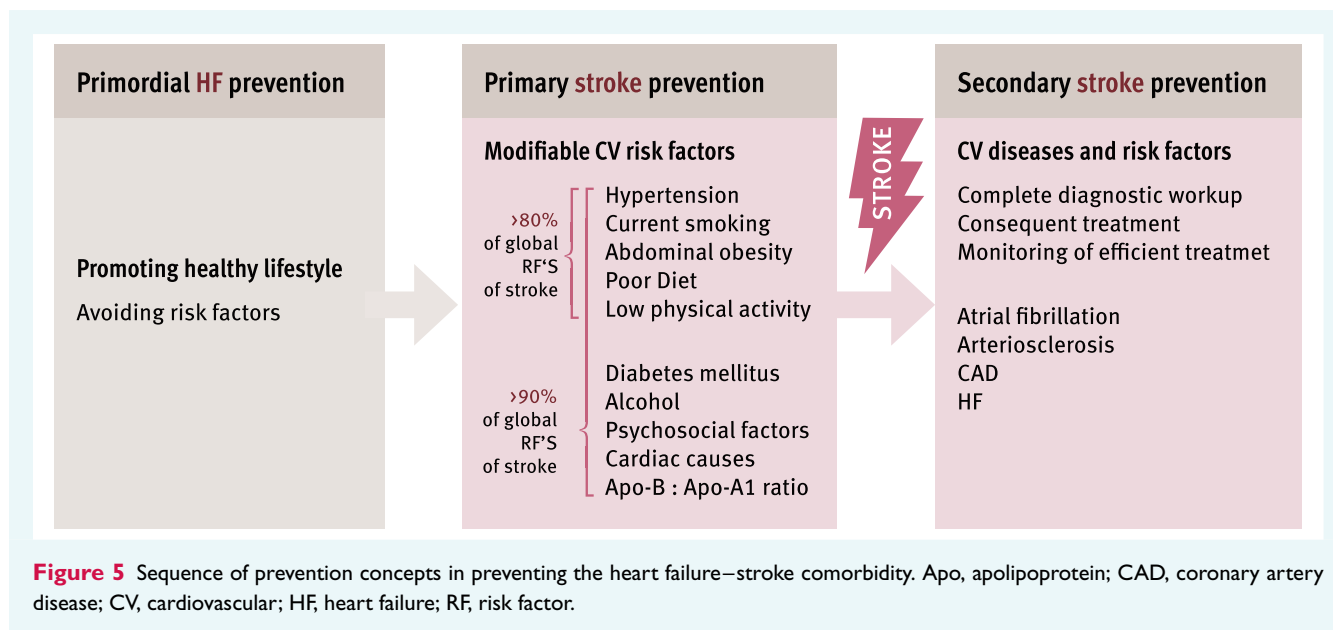 Primordial HF prevention
Promoting healthy lifestyle
Avoiding risk factors
Primary stroke prevention
Modifiable CV risk factors
>80%
of global
RF‘S
of stroke
Hypertension
Current smoking
Abdominal obesity
Poor Diet
Low physical activity
>90%
of global
RF’S
of stroke
Diabetes mellitus
Alcohol
Psychosocial factors
Cardiac causes
Apo-B : Apo-A1 ratio
STROKE
Secondary stroke prevention
CV diseases and risk factors
Complete diagnostic workup
Consequent treatment
Monitoring of efficient treatmet
Atrial fibrillation
Arteriosclerosis
CAD
HF
Figure 5 Sequence of prevention concepts in preventing the heart failure–stroke comorbidity. Apo, apolipoprotein; CAD, coronary artery
disease; CV, cardiovascular; HF, heart failure; RF, risk factor.